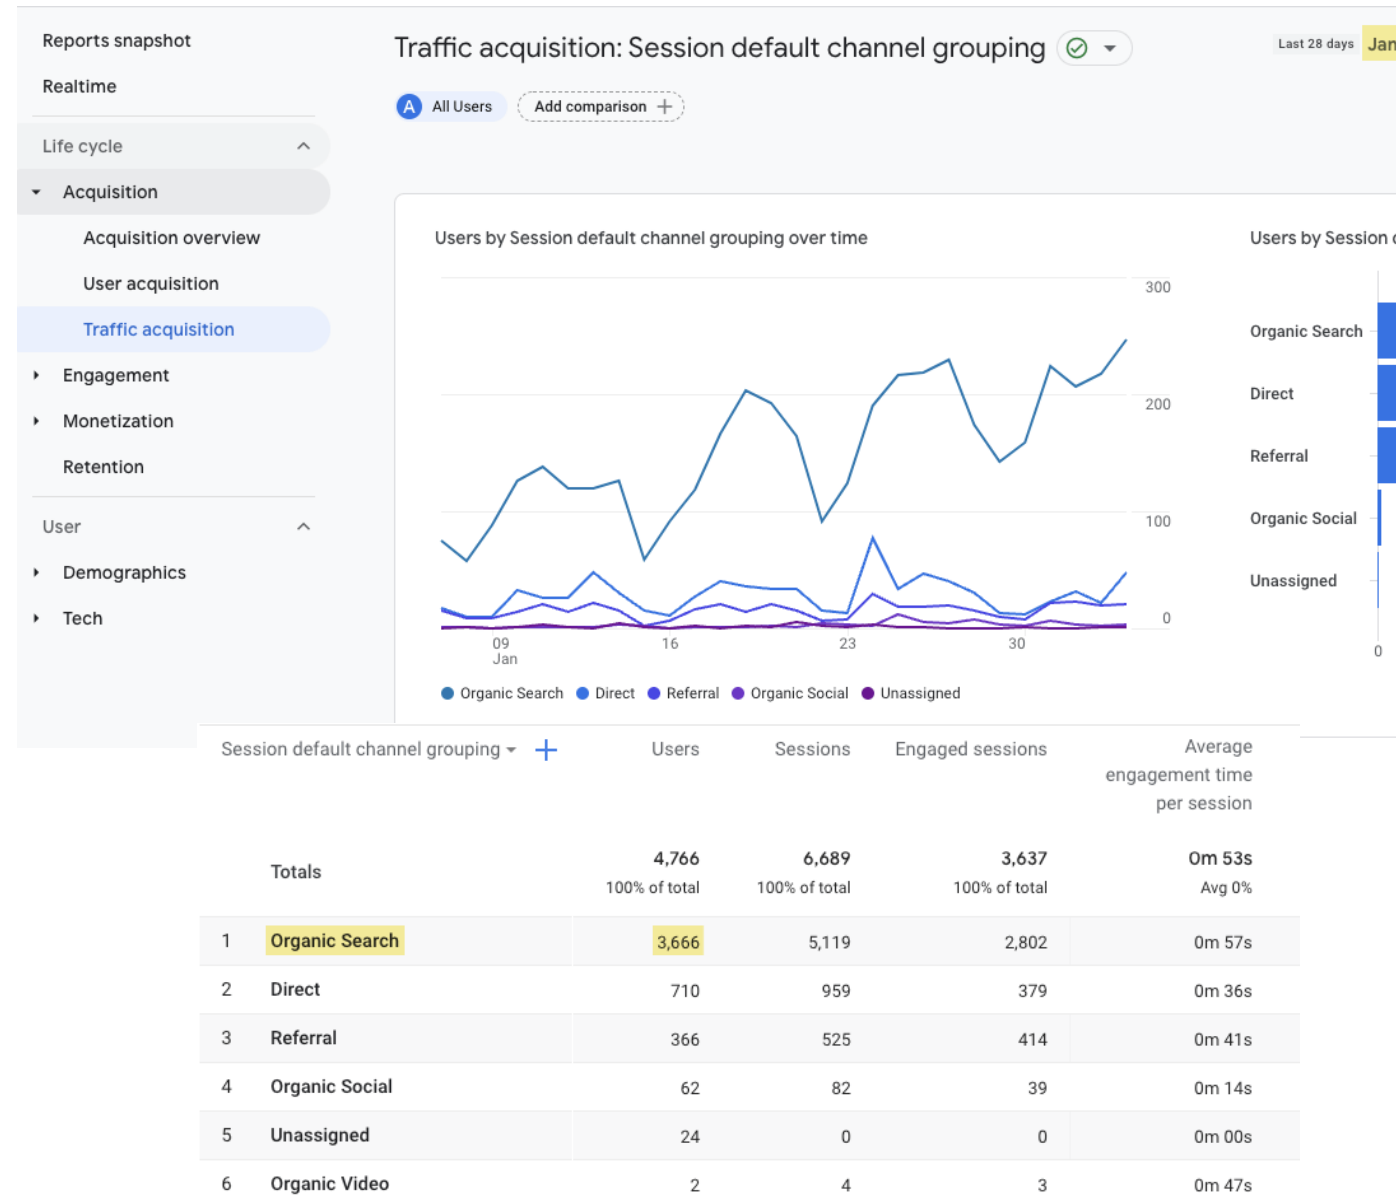 Reports snapshot
Realtime
Life cycle
Acquisition
Acquisition overview
User acquisition
Traffic acquisition
Engagement
Monetization
Retention
User
Demographics
Tech
Traffic acquisition: Session default channel grouping
Last 28 days Jan
A All Users Add comparison +
Users by Session default channel grouping over time
300
200
100
0
09 16 23 30
Jan
Organic Search Direct Referral Organic Social Unassigned
Users by Session
Organic Search
Direct
Referral
Organic Social
Unassigned
0
Session default channel grouping + Users Sessions Engaged sessions Average
engagement time
per session
Totals 4,766 6,689 3,637 0m 53s
100% of total 100% of total 100% of total Avg 0%
1 Organic Search 3,666 5,119 2,802 0m 57s
2 Direct 710 959 379 0m 36s
3 Referral 366 525 414 0m 41s
4 Organic Social 62 82 39 0m 14s
5 Unassigned 24 0 0 0m 00s
6 Organic Video 2 4 3 0m 47s